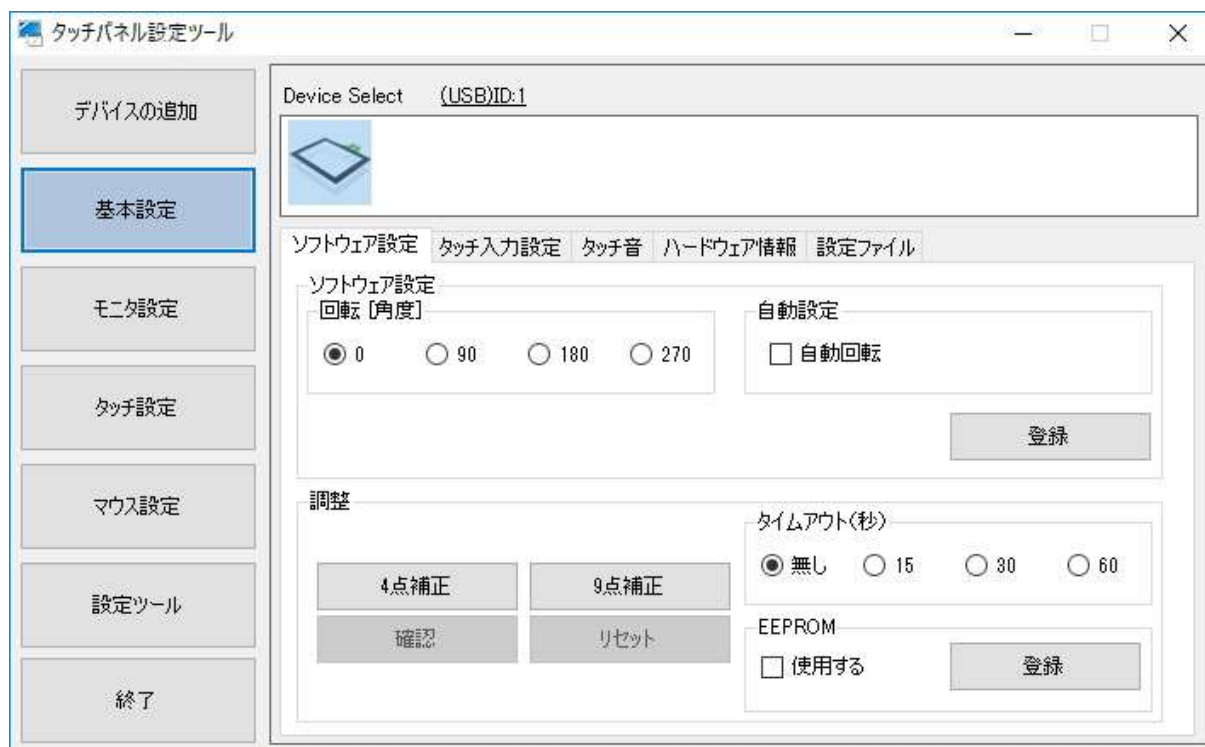 タッチパネル設定ツール
デバイスの追加
基本設定
モニタ設定
タッチ設定
マウス設定
設定ツール
終了
Device Select (USB)ID:1
ソフトウェア設定 タッチ入力設定 タッチ音 ハードウェア情報 設定ファイル
ソフトウェア設定
回転 [角度]
0 90 180 270
自動設定
自動回転
登録
調整
4点補正 9点補正
確認 リセット
タイムアウト(秒)
無し 15 30 60
EEPROM
使用する 登録